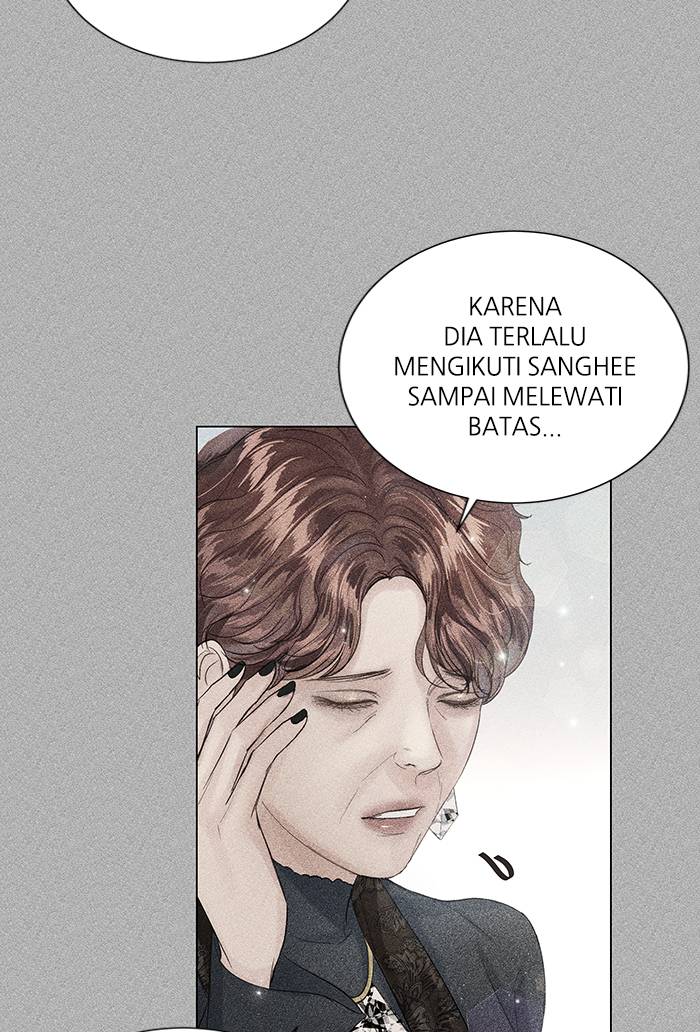 KARENA
DIA TERLALU
MENGIKUTI SANGHEE
SAMPAI MELEWATI
BATAS...